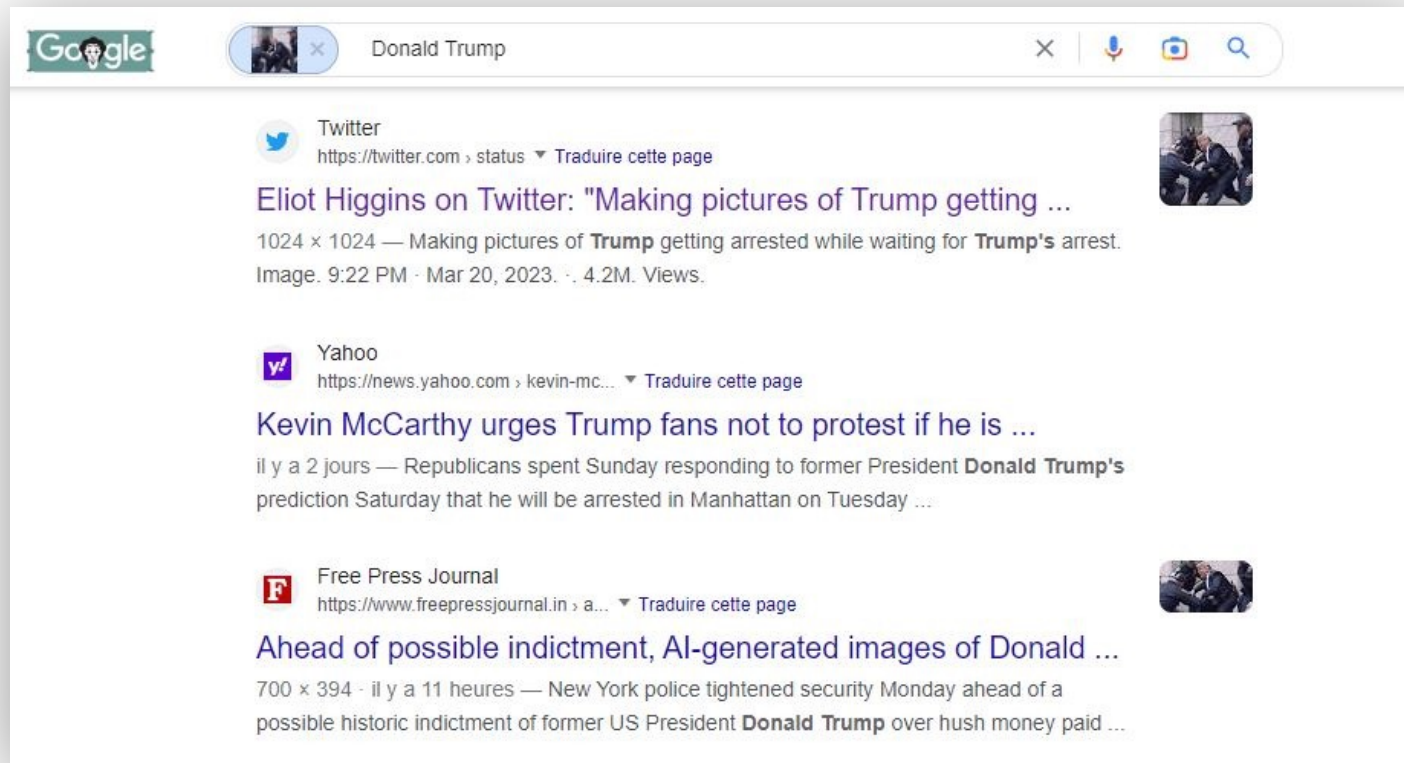 Google
Donald Trump
Twitter
https://twitter.com › status ▼ Traduire cette page
Eliot Higgins on Twitter: "Making pictures of Trump getting ...
1024 × 1024 — Making pictures of Trump getting arrested while waiting for Trump's arrest.
Image. 9:22 PM · Mar 20, 2023. ·. 4.2M. Views.
y!
Yahoo
https://news.yahoo.com › kevin-mc... ▼ Traduire cette page
Kevin McCarthy urges Trump fans not to protest if he is ...
il y a 2 jours — Republicans spent Sunday responding to former President Donald Trump's
prediction Saturday that he will be arrested in Manhattan on Tuesday ...
F
Free Press Journal
https://www.freepressjournal.in › a... ▼ Traduire cette page
Ahead of possible indictment, AI-generated images of Donald ...
700 × 394 · il y a 11 heures — New York police tightened security Monday ahead of a
possible historic indictment of former US President Donald Trump over hush money paid ...